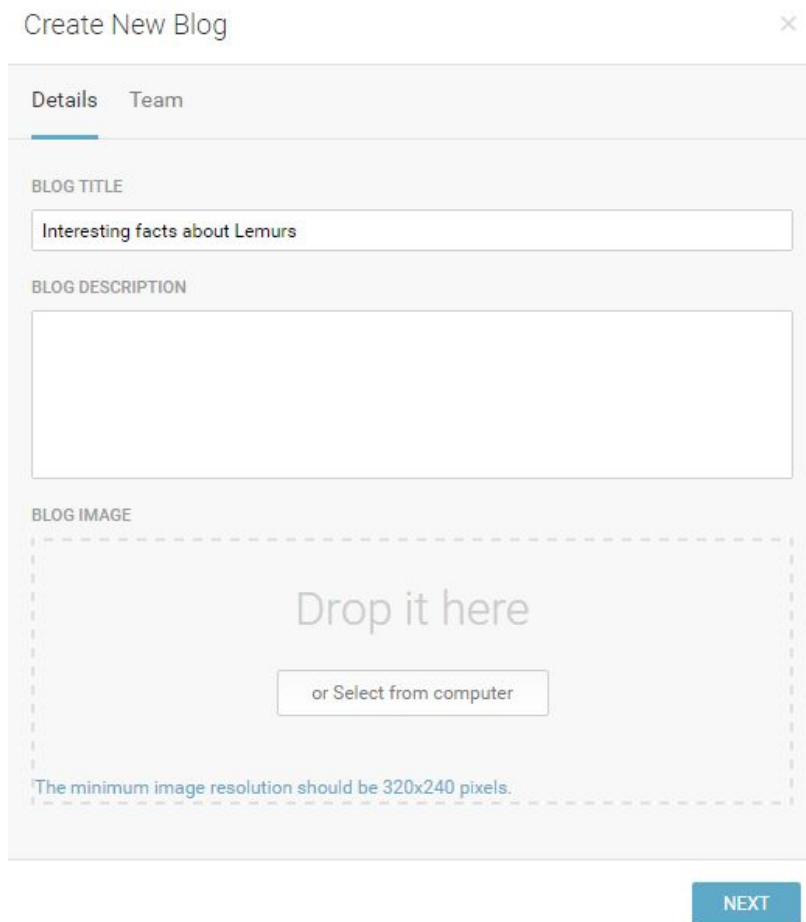 Create New Blog ×
Details Team
BLOG TITLE
Interesting facts about Lemurs
BLOG DESCRIPTION
BLOG IMAGE
Drop it here
or Select from computer
The minimum image resolution should be 320x240 pixels.
NEXT